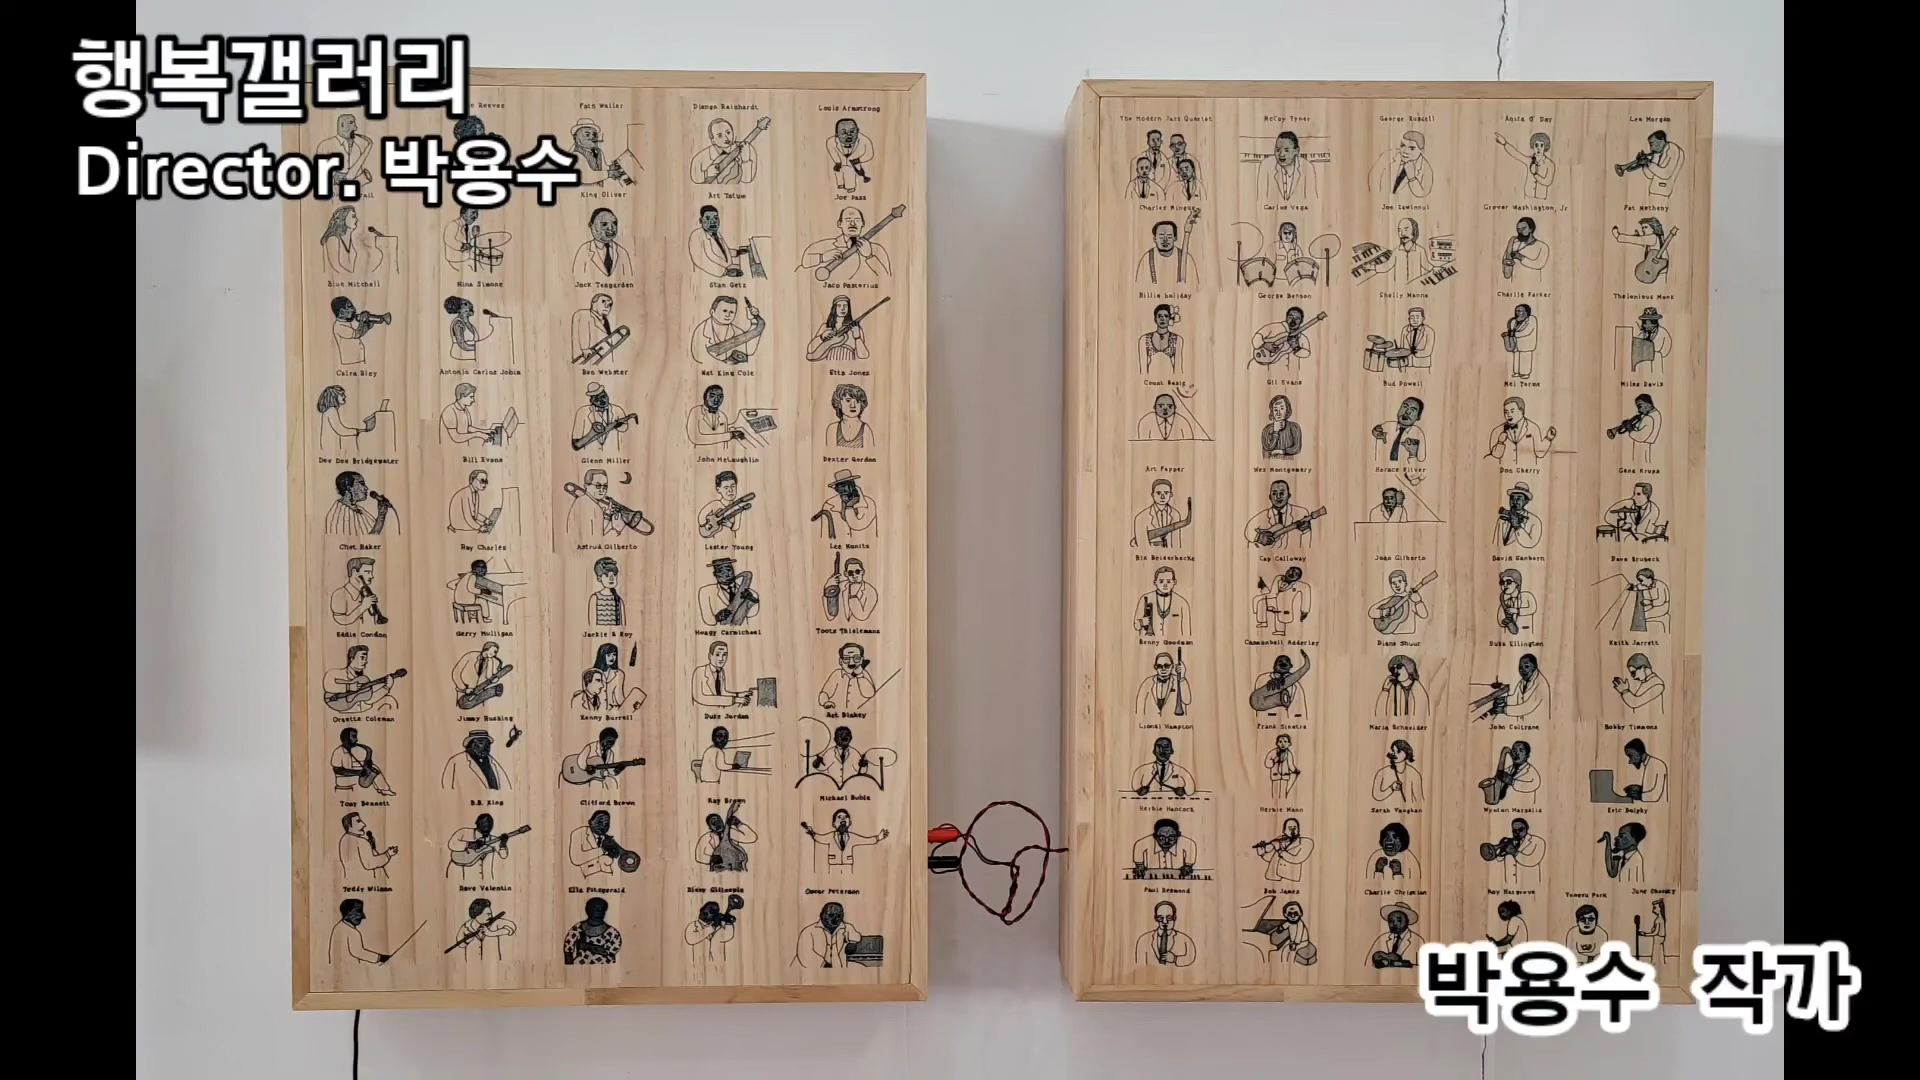 행복갤러리
Director. 박용수
Reeves Fats Waller Django Reinhardt Louis Armstrong
King Oliver Art Tatum Joe Pass
Blue Mitchell Nina Simone Jack Teagarden Stan Getz Jaco Pastorius
Calra Bley Antonio Carlos Jobim Ben Webster Nat King Cole Etta Jones
Dee Dee Bridgewater Bill Evans Glenn Miller John McLaughlin Dexter Gordon
Chet Baker Ray Charles Astrud Gilberto Lester Young Lee Konitz
Eddie Condon Gerry Mulligan Jackie & Roy Hoagy Carmichael Toots Thielemans
Ornette Coleman Jimmy Rushing Kenny Burrell Duke Jordan Art Blakey
Tony Bennett B.B. King Clifford Brown Ray Brown Michael Buble
Teddy Wilson Dave Valentin Ella Fitzgerald Dizzy Gillespie Oscar Peterson
The Modern Jazz Quartet McCoy Tyner George Russell Anita O' Day Lee Morgan
Charles Mingus Carlos Vega Joe Zawinul Grover Washington, Jr Pat Metheny
Billie holiday George Benson Shelly Manne Charlie Parker Thelonious Monk
Count Basie Gil Evans Bud Powell Mel Torme Miles Davis
Art Pepper Wes Montgomery Horace Silver Don Cherry Gene Krupa
Bix Beiderbecke Cap Calloway Joao Gilberto David Sanborn Dave Brubeck
Benny Goodman Cannonball Adderley Diane Shuur Duke Ellington Keith Jarrett
Lionel Hampton Frank Sinatra Maria Schneider John Coltrane Bobby Timmons
Herbie Hancock Herbie Mann Sarah Vaughan Wynton Marsalis Eric Dolphy
Paul Desmond Bob James Charlie Christian Roy Hargrove
박용수 작가